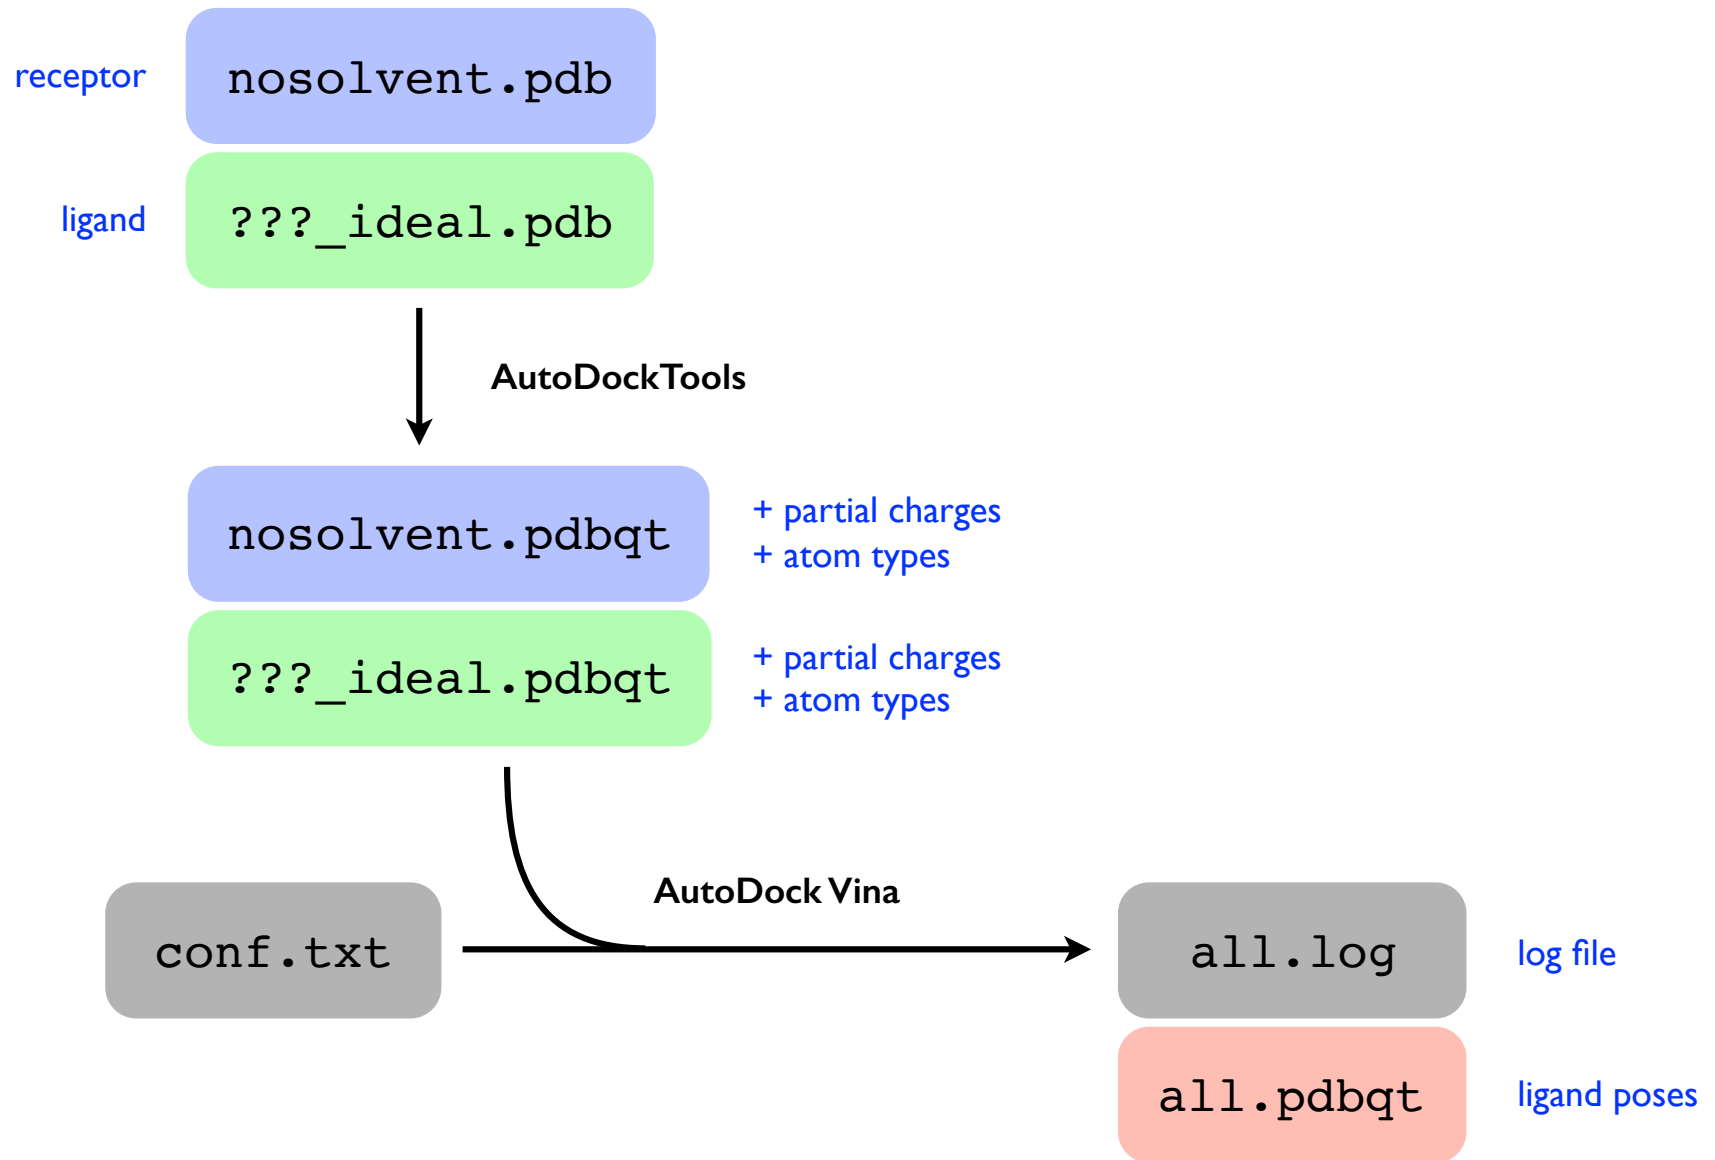 receptor
nosolvent.pdb
ligand
???_ideal.pdb
AutoDockTools
nosolvent.pdbqt
+ partial charges
+ atom types
???_ideal.pdbqt
+ partial charges
+ atom types
AutoDock Vina
conf.txt
all.log
log file
all.pdbqt
ligand poses